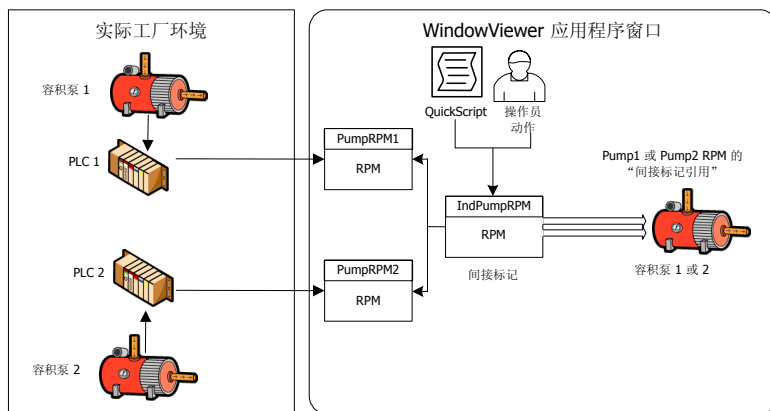 实际工厂环境
容积泵 1
PLC 1
PLC 2
容积泵 2
WindowViewer 应用程序窗口
QuickScript
操作员
动作
PumpRPM1
RPM
IndPumpRPM
RPM
间接标记
PumpRPM2
RPM
Pump1 或 Pump2 RPM 的
“间接标记引用”
容积泵 1 或 2